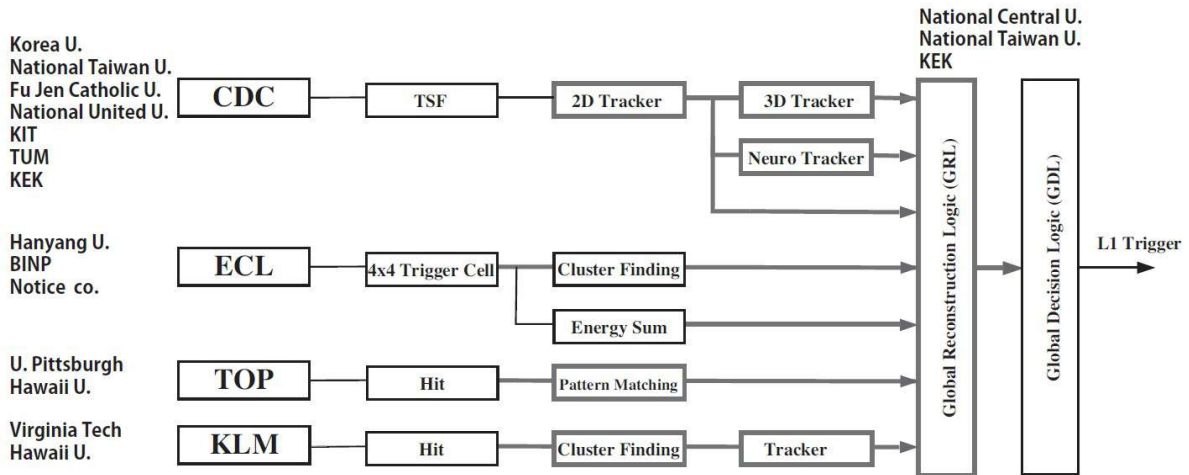 National Central U.
National Taiwan U.
KEK
Korea U.
National Taiwan U.
Fu Jen Catholic U.
National United U.
KIT
TUM
KEK
CDC
TSF
2D Tracker
3D Tracker
Neuro Tracker
Hanyang U.
BINP
Notice co.
ECL
4x4 Trigger Cell
Cluster Finding
Energy Sum
U. Pittsburgh
Hawaii U.
TOP
Hit
Pattern Matching
Virginia Tech
Hawaii U.
KLM
Hit
Cluster Finding
Tracker
Global Reconstruction Logic (GRL)
Global Decision Logic (GDL)
L1 Trigger